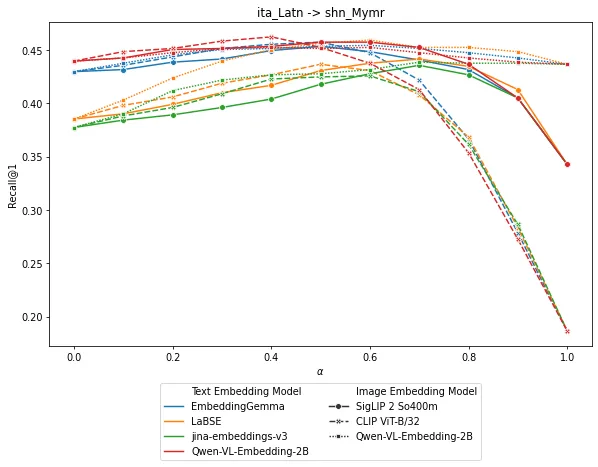 ita_Latn -> shn_Mymr
Recall@1
0.45
0.40
0.35
0.30
0.25
0.20
0.0 0.2 0.4 0.6 0.8 1.0
α
Text Embedding Model Image Embedding Model
EmbeddingGemma SigLIP 2 So400m
LaBSE CLIP ViT-B/32
jina-embeddings-v3 Qwen-VL-Embedding-2B
Qwen-VL-Embedding-2B